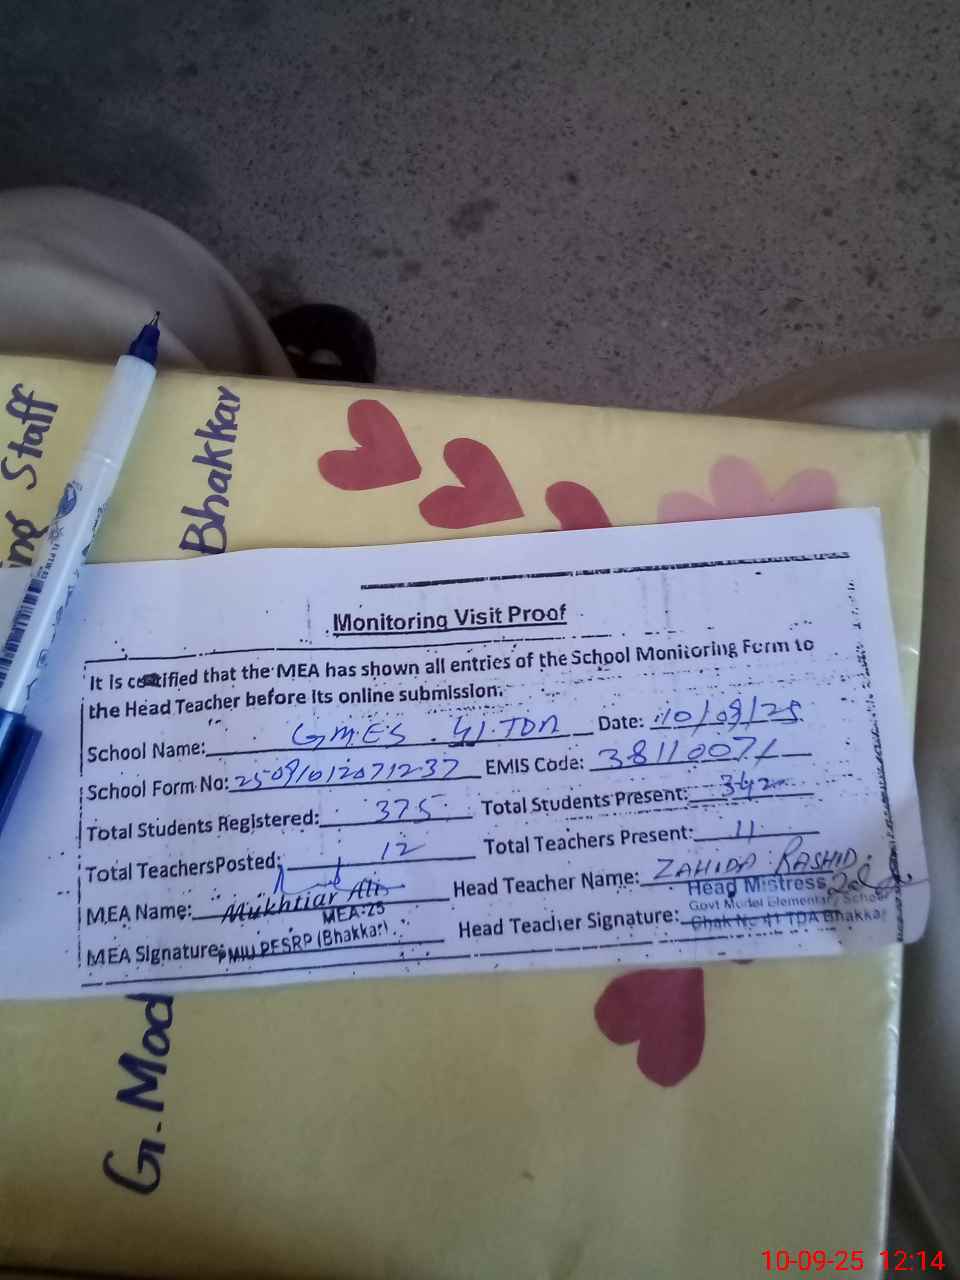 ng Staff
Bhakkar
Monitoring Visit Proof
It is certified that the MEA has shown all entries of the School Monitoring Form to
the Head Teacher before its online submission.
School Name: GMES 41 TDA Date: 10/09/25
School Form No: 25091012071237 EMIS Code: 38110071
Total Students Registered: 375 Total Students Present: 342
Total TeachersPosted: 12 Total Teachers Present: 11
MEA Name: Mukhtiar Ali Head Teacher Name: ZAHIDA RASHID
MEA-25 Head Mistress
MEA Signature: MIU PESRP (Bhakkar) Head Teacher Signature: Govt Model Elementary School
Chak No 41 TDA Bhakkar
G. Mod
10-09-25 12:14